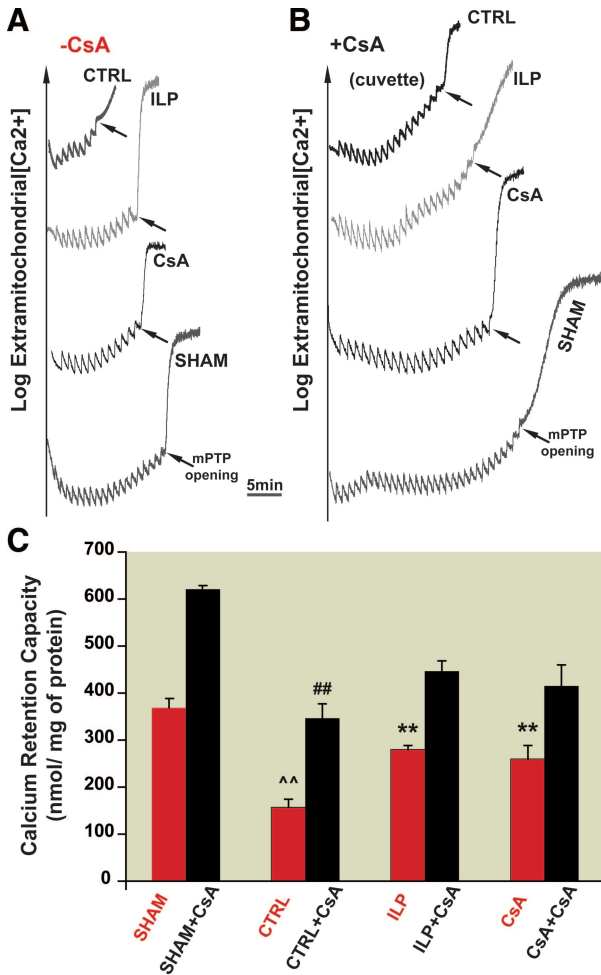 A
-CsA
CTRL
ILP
CsA
SHAM
mPTP
opening
5min
Log Extramitochondrial[Ca2+]
B
+CsA
(cuvette)
CTRL
ILP
CsA
SHAM
mPTP
opening
Log Extramitochondrial[Ca2+]
C
Calcium Retention Capacity
(nmol/ mg of protein)
700
600
500
400
300
200
100
0
^^
##
**
**
SHAM
SHAM+CsA
CTRL
CTRL+CsA
ILP
ILP+CsA
CsA
CsA+CsA